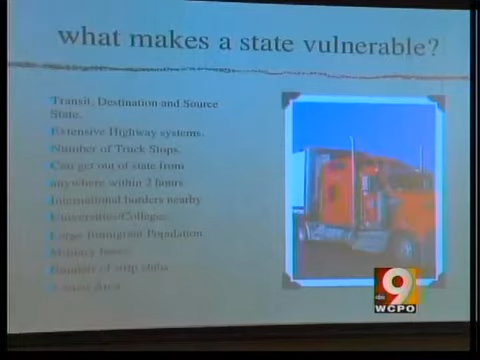 what makes a state vulnerable?
Transit, Destination and Source
State.
Extensive Highway systems.
Number of Truck Stops.
Can get out of state from
anywhere within 2 hours.
International borders nearby
Universities/Colleges
Large Immigrant Population.
Military bases.
Number of strip clubs
abc 9
WCPO